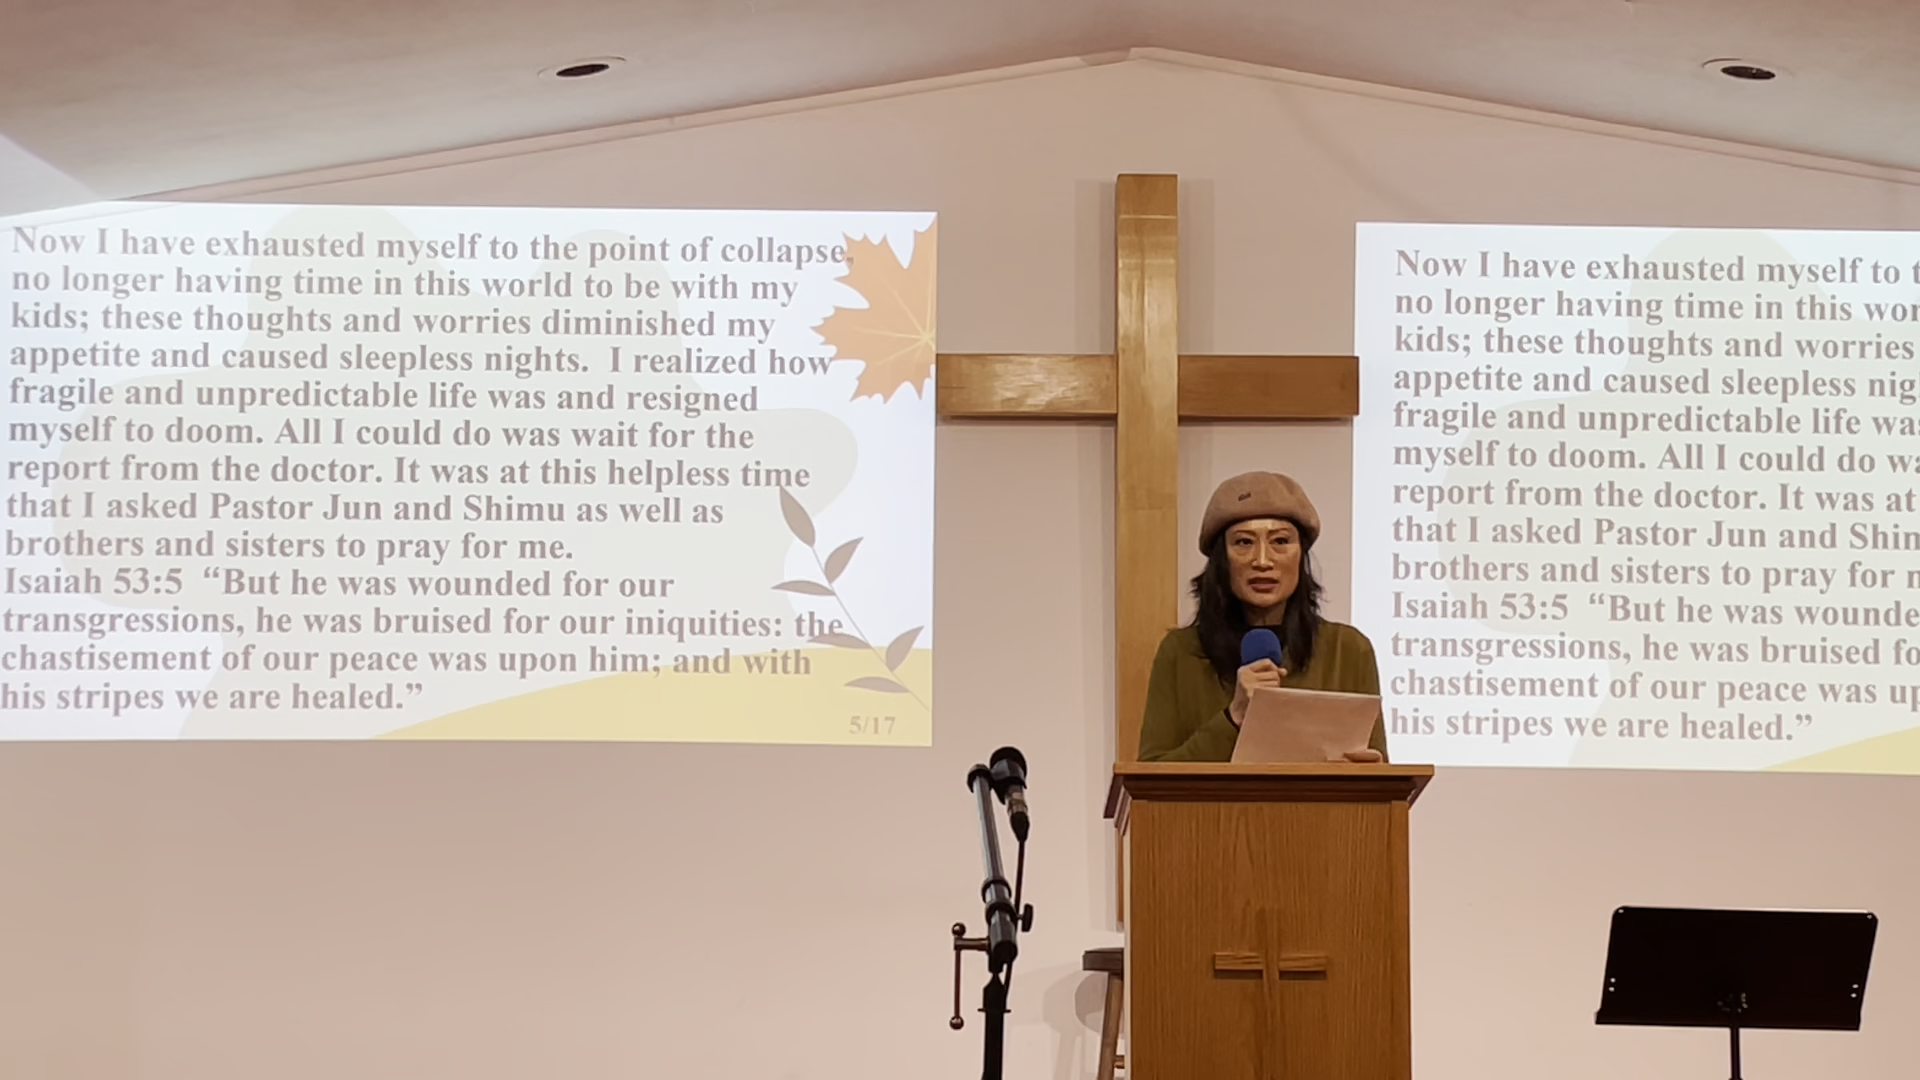 Now I have exhausted myself to the point of collapse,
no longer having time in this world to be with my
kids; these thoughts and worries diminished my
appetite and caused sleepless nights.  I realized how
fragile and unpredictable life was and resigned
myself to doom. All I could do was wait for the
report from the doctor. It was at this helpless time
that I asked Pastor Jun and Shimu as well as
brothers and sisters to pray for me.
Isaiah 53:5  “But he was wounded for our
transgressions, he was bruised for our iniquities: the
chastisement of our peace was upon him; and with
his stripes we are healed.”
5/17
Now I have exhausted myself to
no longer having time in this
kids; these thoughts and worries
appetite and caused sleepless
fragile and unpredictable life
myself to doom. All I could do
report from the doctor. It was at
that I asked Pastor Jun and
brothers and sisters to pray for
Isaiah 53:5  “But he was
transgressions, he was bruised
chastisement of our peace was
his stripes we are healed.”